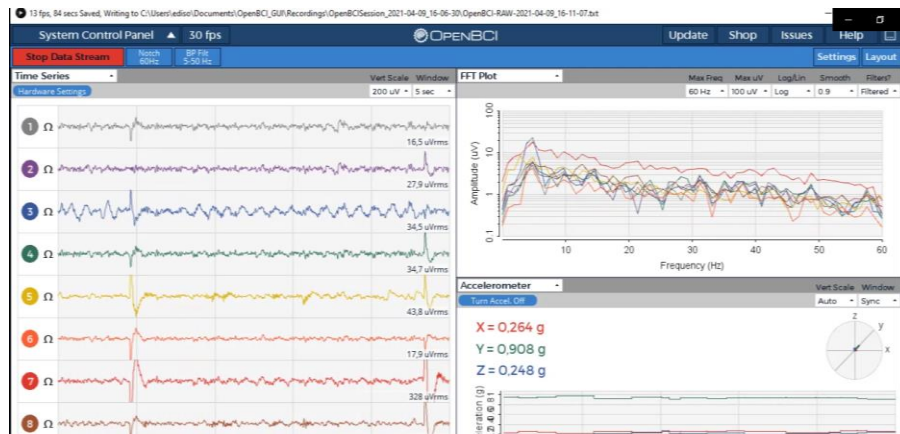 13 fps, 84 secs Saved, Writing to C:\Users\ediso\Documents\OpenBCI_GUI\Recordings\OpenBCISession_2021-04-09_16-06-30\OpenBCI-RAW-2021-04-09_16-11-07.txt
System Control Panel 30 fps OPENBCI Update Shop Issues Help
Stop Data Stream Notch 60Hz BP Filt 5-50 Hz Settings Layout
Time Series Vert Scale Window
Hardware Settings 200 uV 5 sec
1 Ω 16,5 uVrms
2 Ω 27,9 uVrms
3 Ω 34,5 uVrms
4 Ω 34,7 uVrms
5 Ω 43,8 uVrms
6 Ω 17,9 uVrms
7 Ω 328 uVrms
8 Ω
FFT Plot Max Freq Max uV Log/Lin Smooth Filters?
60 Hz 100 uV Log 0.9 Filtered
Amplitude (uV)
100
10
1
0.1
10 20 30 40 50 60
Frequency (Hz)
Accelerometer Vert Scale Window
Turn Accel. Off Auto Sync
X = 0,264 g
Y = 0,908 g
Z = 0,248 g
z
y
x